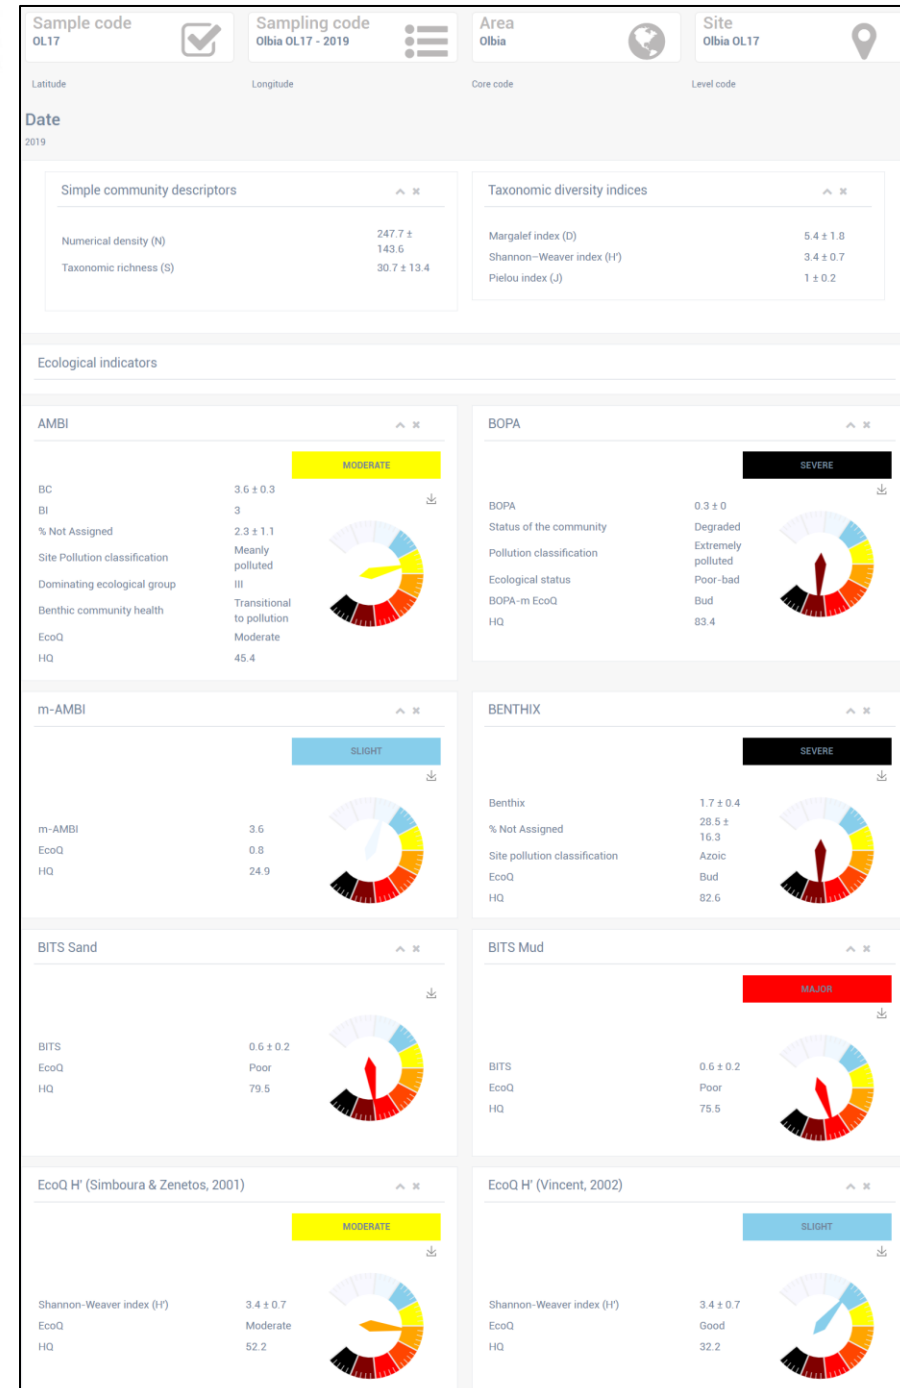 Sample code
OL17
Sampling code
Olbia OL17 - 2019
Area
Olbia
Site
Olbia OL17
Latitude
Longitude
Core code
Level code
Date
2019
Simple community descriptors
Numerical density (N) 247.7 ± 143.6
Taxonomic richness (S) 30.7 ± 13.4
Taxonomic diversity indices
Margalef index (D) 5.4 ± 1.8
Shannon–Weaver index (H') 3.4 ± 0.7
Pielou index (J) 1 ± 0.2
Ecological indicators
AMBI
MODERATE
BC 3.6 ± 0.3
BI 3
% Not Assigned 2.3 ± 1.1
Site Pollution classification Meanly polluted
Dominating ecological group III
Benthic community health Transitional to pollution
EcoQ Moderate
HQ 45.4
BOPA
SEVERE
BOPA 0.3 ± 0
Status of the community Degraded
Pollution classification Extremely polluted
Ecological status Poor-bad
BOPA-m EcoQ Bud
HQ 83.4
m-AMBI
SLIGHT
m-AMBI 3.6
EcoQ 0.8
HQ 24.9
BENTHIX
SEVERE
Benthix 1.7 ± 0.4
% Not Assigned 28.5 ± 16.3
Site pollution classification Azoic
EcoQ Bud
HQ 82.6
BITS Sand
BITS 0.6 ± 0.2
EcoQ Poor
HQ 79.5
BITS Mud
MAJOR
BITS 0.6 ± 0.2
EcoQ Poor
HQ 75.5
EcoQ H' (Simboura & Zenetos, 2001)
MODERATE
Shannon-Weaver index (H') 3.4 ± 0.7
EcoQ Moderate
HQ 52.2
EcoQ H' (Vincent, 2002)
SLIGHT
Shannon-Weaver index (H') 3.4 ± 0.7
EcoQ Good
HQ 32.2